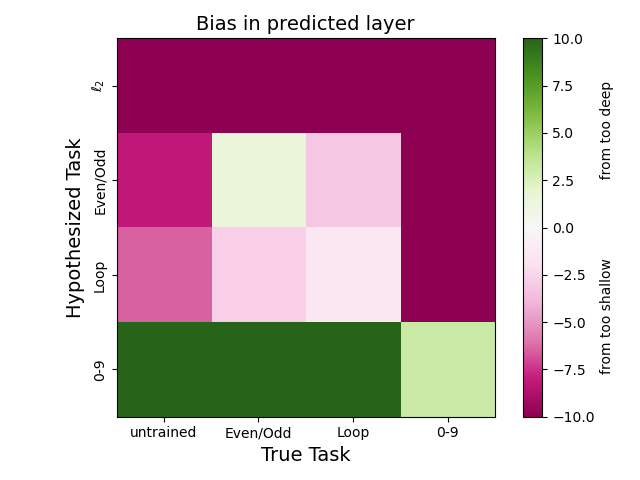 Bias in predicted layer
Hypothesized Task
ℓ₂
Even/Odd
Loop
0-9
untrained
Even/Odd
Loop
0-9
True Task
10.0
7.5
5.0
2.5
0.0
−2.5
−5.0
−7.5
−10.0
from too deep
from too shallow